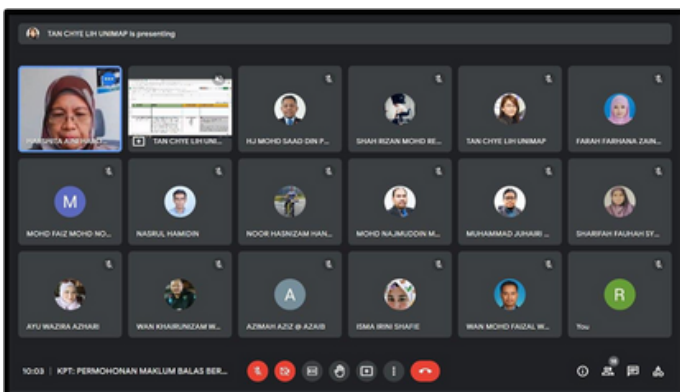 TAN CHYE LIH UNIMAP is presenting
TAN CHYE LIH UNI...
HJ MOHD SAAD DIN P...
SHAH RIZAN MOHD RE...
TAN CHYE LIH UNIMAP
FARAH FARHANA ZAIN...
M
MOHD FAIZ MOHD NO...
NASRUL HAMIDIN
NOOR HASNIZAM HAN...
MOHD NAJMUDDIN M...
MUHAMMAD JUHAIRI ...
SHARIFAH FAUHAH SY...
AYU WAZIRA AZHARI
WAN KHAIRUNIZAM W...
A
AZIMAH AZIZ @ AZAIB
ISMA IRINI SHAFIE
WAN MOHD FAIZAL W...
R
You
10:03 | KPT: PERMOHONAN MAKLUM BALAS BER...